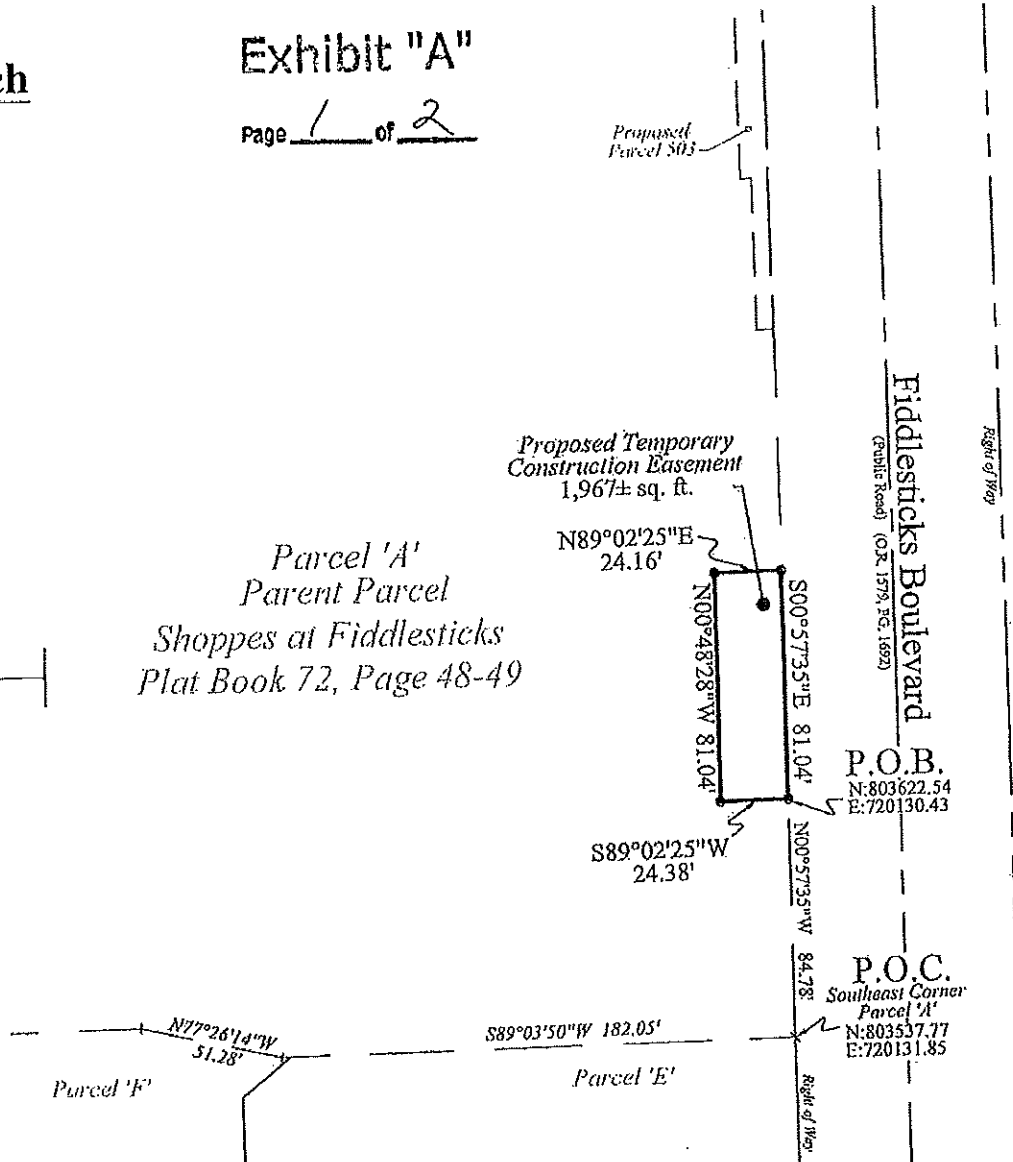 Exhibit "A"
ch
Page 1 of 2
Proposed
Parcel 503
Right of Way
Fiddlesticks Boulevard
(Public Road) (O.R. 1579, PG. 1692)
Proposed Temporary
Construction Easement
1,967± sq. ft.
N89°02'25"E
24.16'
Parcel 'A'
Parent Parcel
Shoppes at Fiddlesticks
Plat Book 72, Page 48-49
N00°48'28"W 81.04'
S00°57'35"E 81.04'
P.O.B.
N:803622.54
E:720130.43
S89°02'25"W
24.38'
N00°57'35"W 84.78'
P.O.C.
Southeast Corner
Parcel 'A'
N:803537.77
E:720131.85
N77°26'14"W
51.28'
S89°03'50"W 182.05'
Parcel 'F'
Parcel 'E'
Right of Way